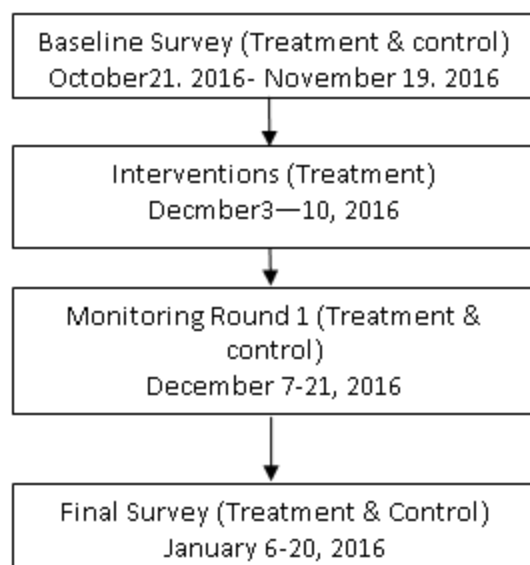 Baseline Survey (Treatment & control)
October21. 2016- November 19. 2016
Interventions (Treatment)
Decmber3—10, 2016
Monitoring Round 1 (Treatment &
control)
December 7-21, 2016
Final Survey (Treatment & Control)
January 6-20, 2016